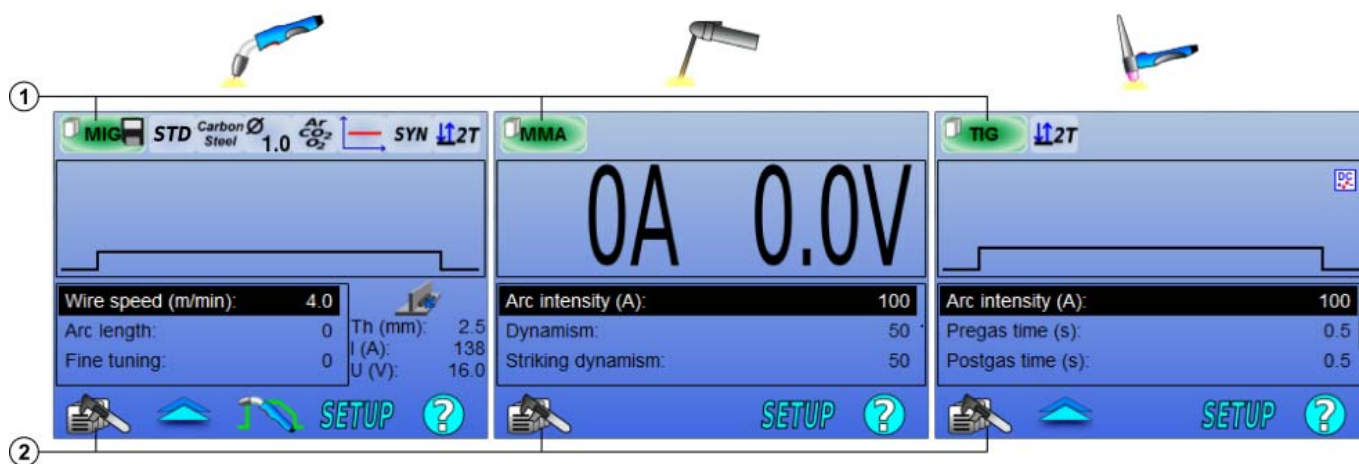 1
MIG STD Carbon Steel Ø 1.0 Ar CO2 O2 SYN 2T
Wire speed (m/min): 4.0
Arc length: 0
Fine tuning: 0
Th (mm): 2.5
I (A): 138
U (V): 16.0
SETUP ?
MMA
0A 0.0V
Arc intensity (A): 100
Dynamism: 50
Striking dynamism: 50
SETUP ?
TIG 2T
DC
Arc intensity (A): 100
Pregas time (s): 0.5
Postgas time (s): 0.5
SETUP ?
2